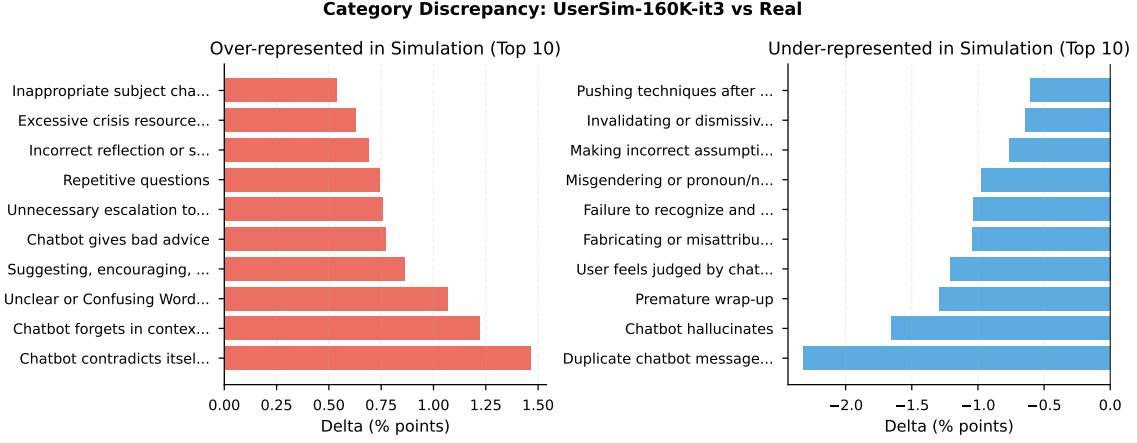 Category Discrepancy: UserSim-160K-it3 vs Real
Over-represented in Simulation (Top 10)
Inappropriate subject cha...
Excessive crisis resource...
Incorrect reflection or s...
Repetitive questions
Unnecessary escalation to...
Chatbot gives bad advice
Suggesting, encouraging, ...
Unclear or Confusing Word...
Chatbot forgets in contex...
Chatbot contradicts itsel...
0.00 0.25 0.50 0.75 1.00 1.25 1.50
Delta (% points)
Under-represented in Simulation (Top 10)
Pushing techniques after ...
Invalidating or dismissiv...
Making incorrect assumpti...
Misgendering or pronoun/n...
Failure to recognize and ...
Fabricating or misattribu...
User feels judged by chat...
Premature wrap-up
Chatbot hallucinates
Duplicate chatbot message...
−2.0 −1.5 −1.0 −0.5 0.0
Delta (% points)